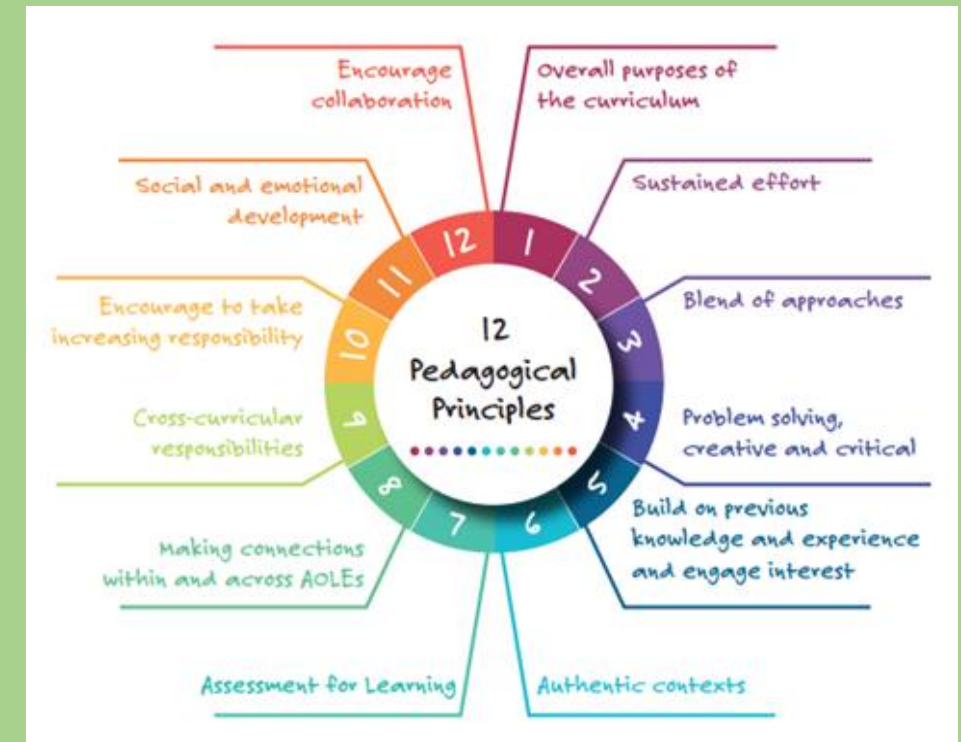 12
Pedagogical
Principles
1
Overall purposes of
the curriculum
2
Sustained effort
3
Blend of approaches
4
Problem solving,
creative and critical
5
Build on previous
knowledge and experience
and engage interest
6
Authentic contexts
7
Assessment for Learning
8
Making connections
within and across AOLEs
9
Cross-curricular
responsibilities
10
Encourage to take
increasing responsibility
11
Social and emotional
development
12
Encourage
collaboration